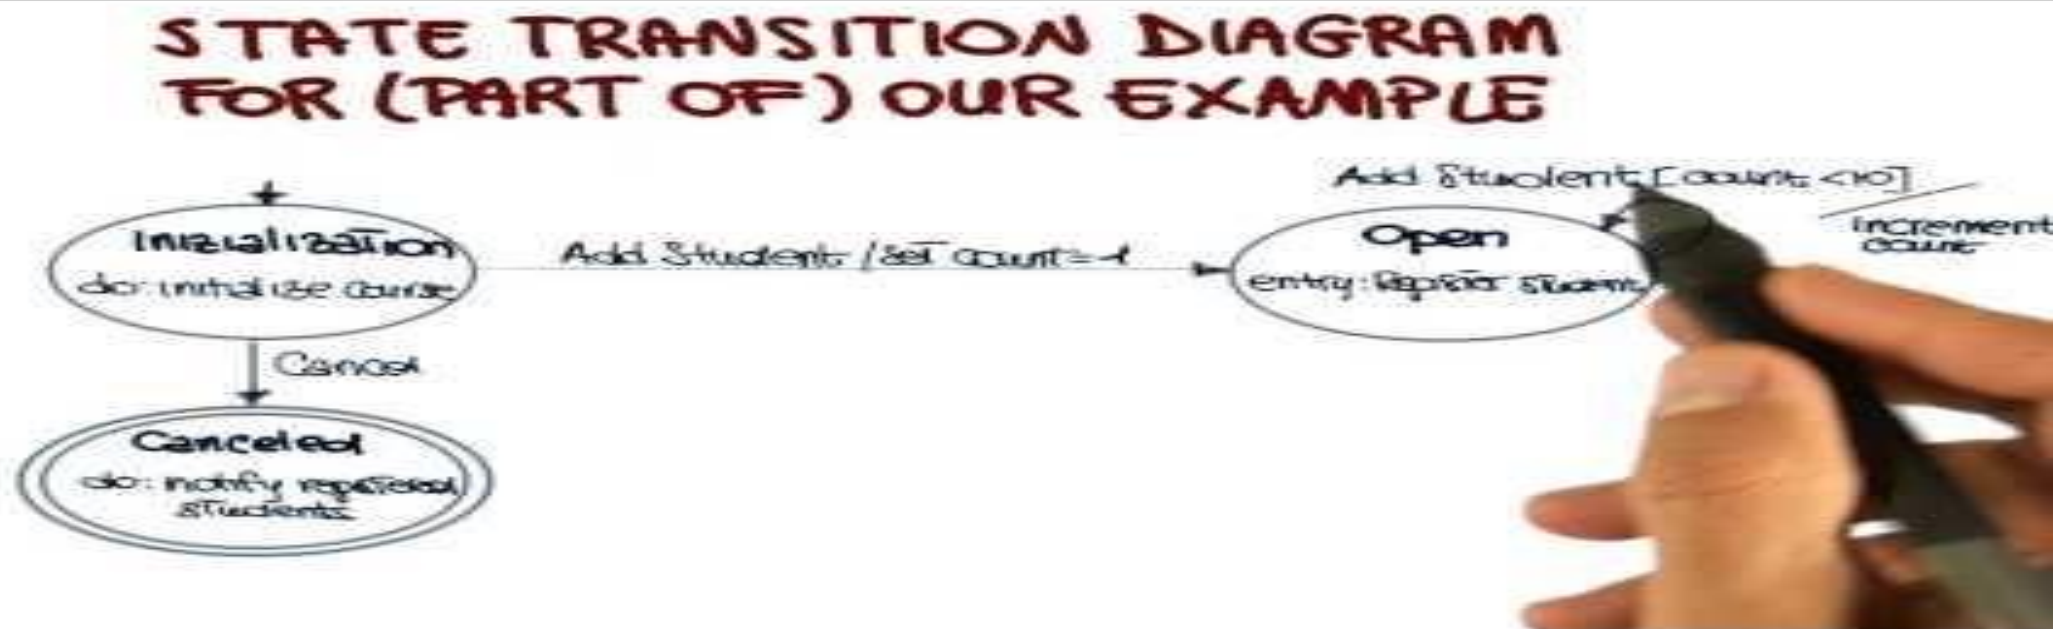 STATE TRANSITION DIAGRAM
FOR (PART OF) OUR EXAMPLE
Add Student [count <10]
increment
count
Inizialization
do: initialize course
Add Student / set count=1
Open
entry: Register student
Cancel
Canceled
do: notify registered
students